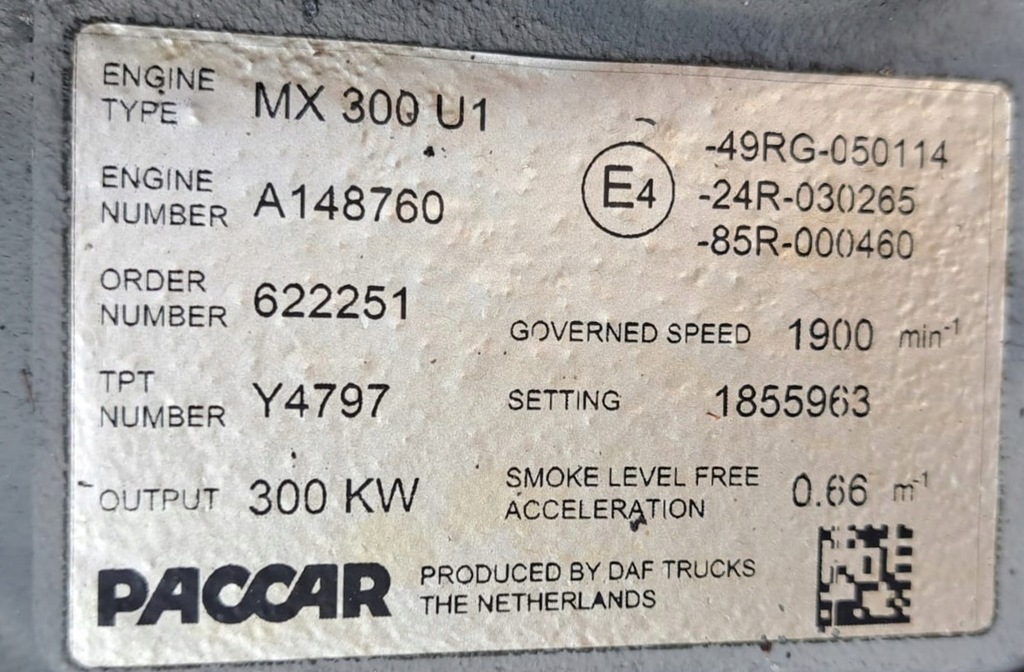 ENGINE
TYPE MX 300 U1
ENGINE
NUMBER A148760
ORDER
NUMBER 622251
TPT
NUMBER Y4797
OUTPUT 300 KW
E4
-49RG-050114
-24R-030265
-85R-000460
GOVERNED SPEED 1900 min-1
SETTING 1855963
SMOKE LEVEL FREE
ACCELERATION 0.66 m-1
PACCAR
PRODUCED BY DAF TRUCKS
THE NETHERLANDS